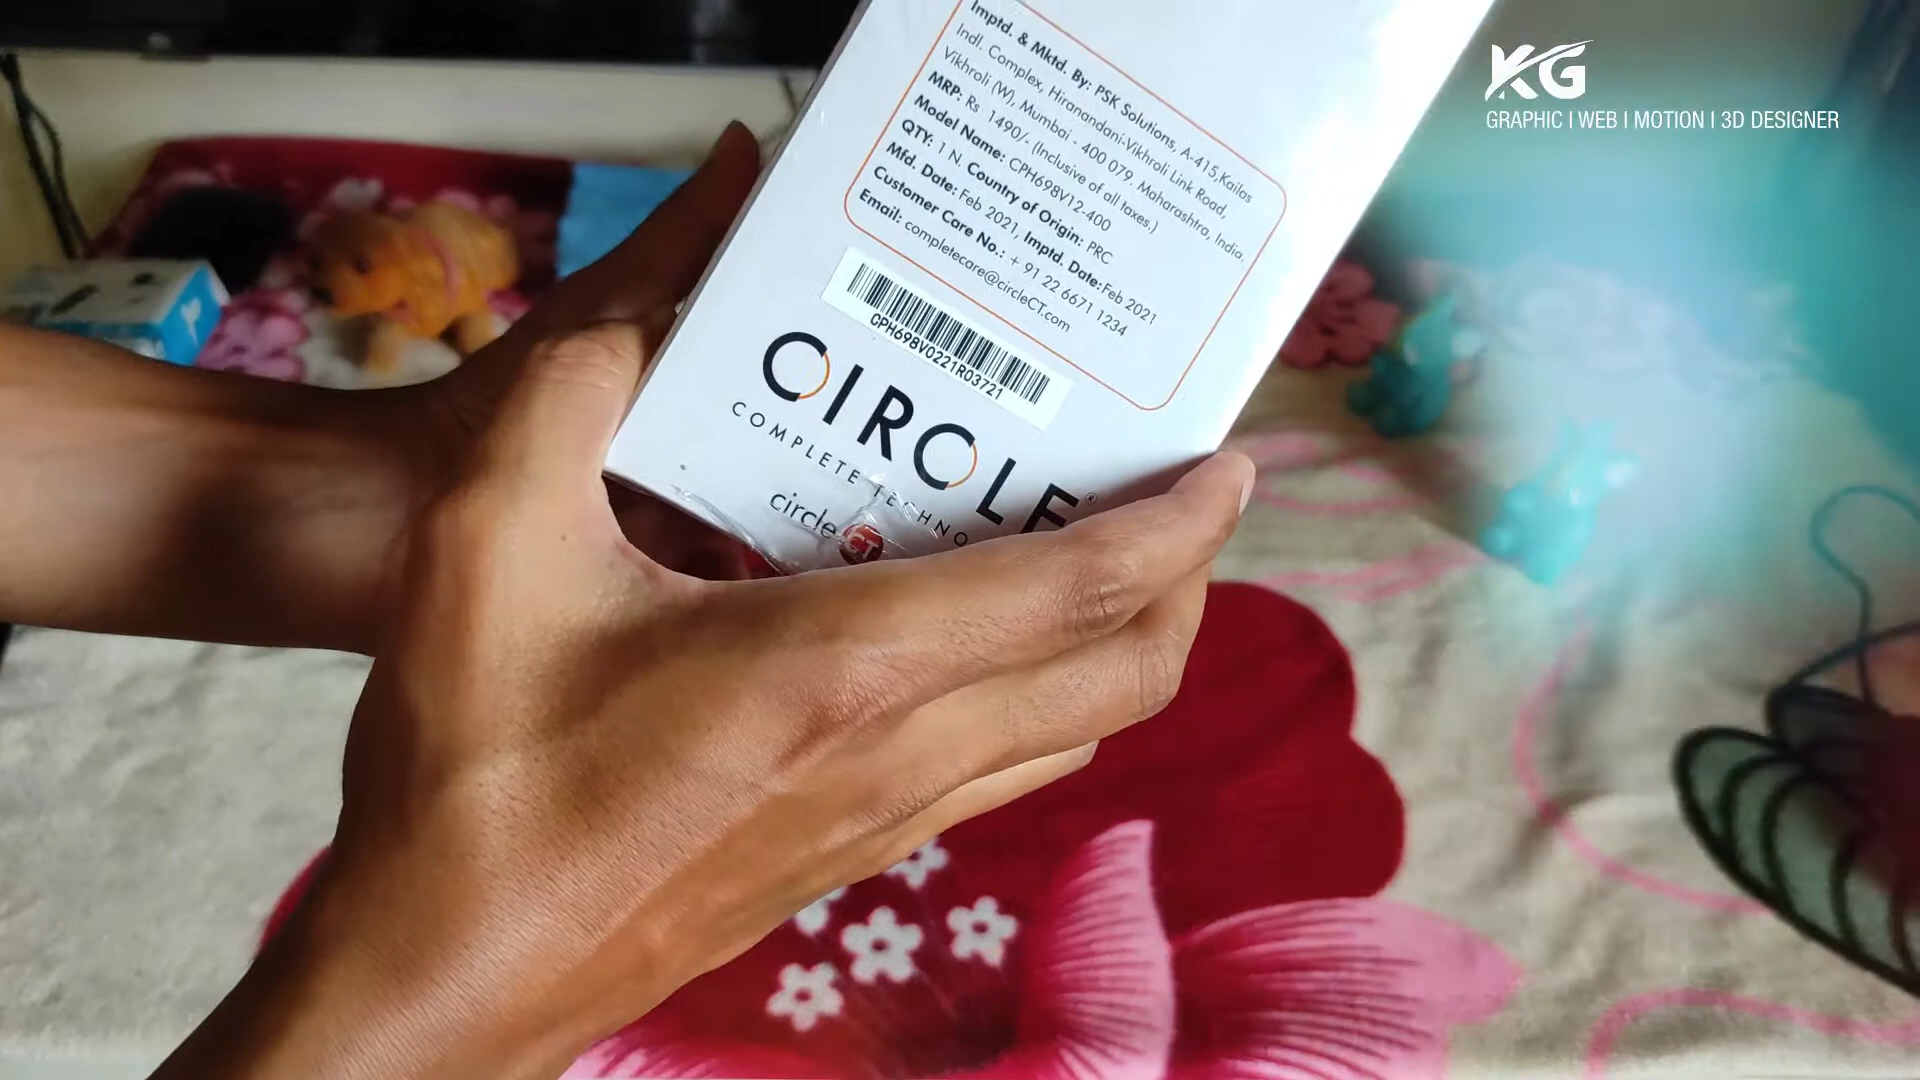 Imptd. & Mktd. By: PSK Solutions, A-415,Kailas
Indl. Complex, Hiranandani-Vikhroli Link Road,
Vikhroli (W), Mumbai - 400 079. Maharashtra, India.
MRP: Rs 1490/- (Inclusive of all taxes.)
Model Name: CPH698V12-400
QTY: 1 N. Country of Origin: PRC
Mfd. Date: Feb 2021, Imptd. Date:Feb 2021
Customer Care No.: + 91 22 6671 1234
Email: completecare@circleCT.com
CPH698V0221R03721
CIRCLE®
COMPLETE TECHNO
circle CT
KG
GRAPHIC | WEB | MOTION | 3D DESIGNER